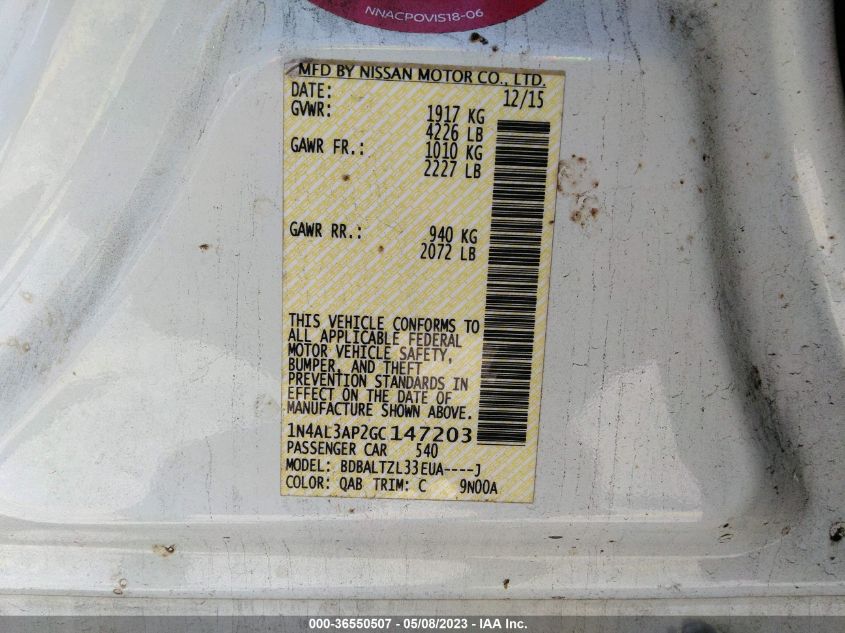 NNACPOVIS18-06
MFD BY NISSAN MOTOR CO., LTD.
DATE: 12/15
GVWR: 1917 KG
4226 LB
GAWR FR.: 1010 KG
2227 LB
GAWR RR.: 940 KG
2072 LB
THIS VEHICLE CONFORMS TO
ALL APPLICABLE FEDERAL
MOTOR VEHICLE SAFETY,
BUMPER, AND THEFT
PREVENTION STANDARDS IN
EFFECT ON THE DATE OF
MANUFACTURE SHOWN ABOVE.
1N4AL3AP2GC147203
PASSENGER CAR 540
MODEL: BDBALTZL33EUA----J
COLOR: QAB TRIM: C 9N00A
000-36550507 - 05/08/2023 - IAA Inc.